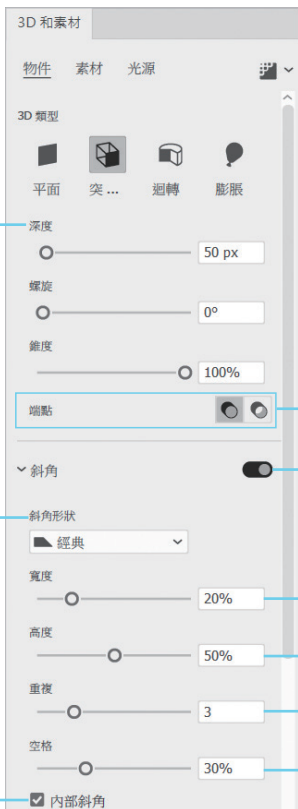 3D 和素材
物件 素材 光源
3D 類型
平面 突... 迴轉 膨脹
深度
50 px
螺旋
0°
錐度
100%
端點
斜角
斜角形狀
經典
寬度
20%
高度
50%
重複
3
空格
30%
內部斜角